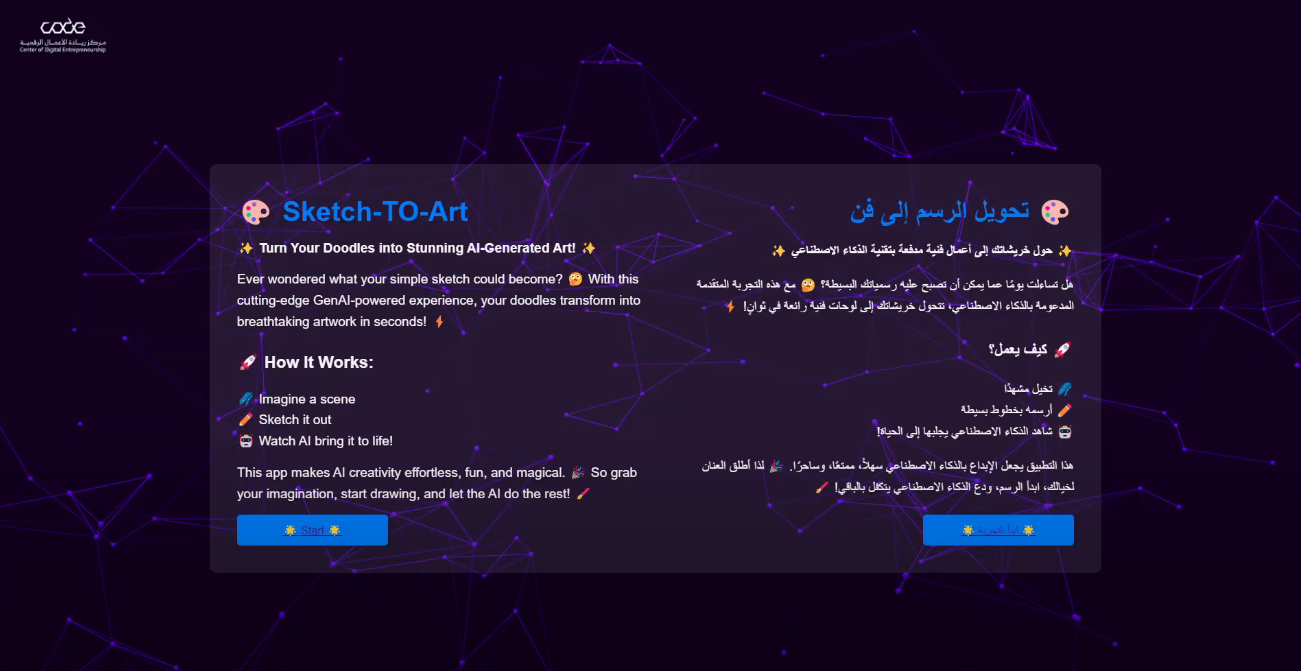 code
مركز ريادة الأعمال الرقمية
Center of Digital Entrepreneurship
🎨 Sketch-TO-Art
✨ Turn Your Doodles into Stunning AI-Generated Art! ✨
Ever wondered what your simple sketch could become? 🤔 With this
cutting-edge GenAI-powered experience, your doodles transform into
breathtaking artwork in seconds! ⚡
🚀 How It Works:
Imagine a scene
✏️ Sketch it out
🤖 Watch AI bring it to life!
This app makes AI creativity effortless, fun, and magical. 🎉 So grab
your imagination, start drawing, and let the AI do the rest! 🖌️
🌟 Start 🌟
🎨 تحويل الرسم إلى فن
✨ حول خربشاتك إلى أعمال فنية مدفعة بتقنية الذكاء الاصطناعي ✨
هل تساءلت يومًا عما يمكن أن تصبح عليه رسمياتك البسيطة؟ 🤔 مع هذه التجربة المتقدمة
المدعومة بالذكاء الاصطناعي، تتحول خربشاتك إلى لوحات فنية رائعة في ثوانٍ! ⚡
🚀 كيف يعمل؟
تخيل مشهدًا
✏️ أرسمه بخطوط بسيطة
🤖 شاهد الذكاء الاصطناعي يجلبها إلى الحياة!
هذا التطبيق يجعل الإبداع بالذكاء الاصطناعي سهلاً، ممتعًا، وساحرًا. 🎉 لذا أطلق العنان
لخيالك، ابدأ الرسم، ودع الذكاء الاصطناعي يتكفل بالباقي! 🖌️
🌟 ابدأ التجربة 🌟